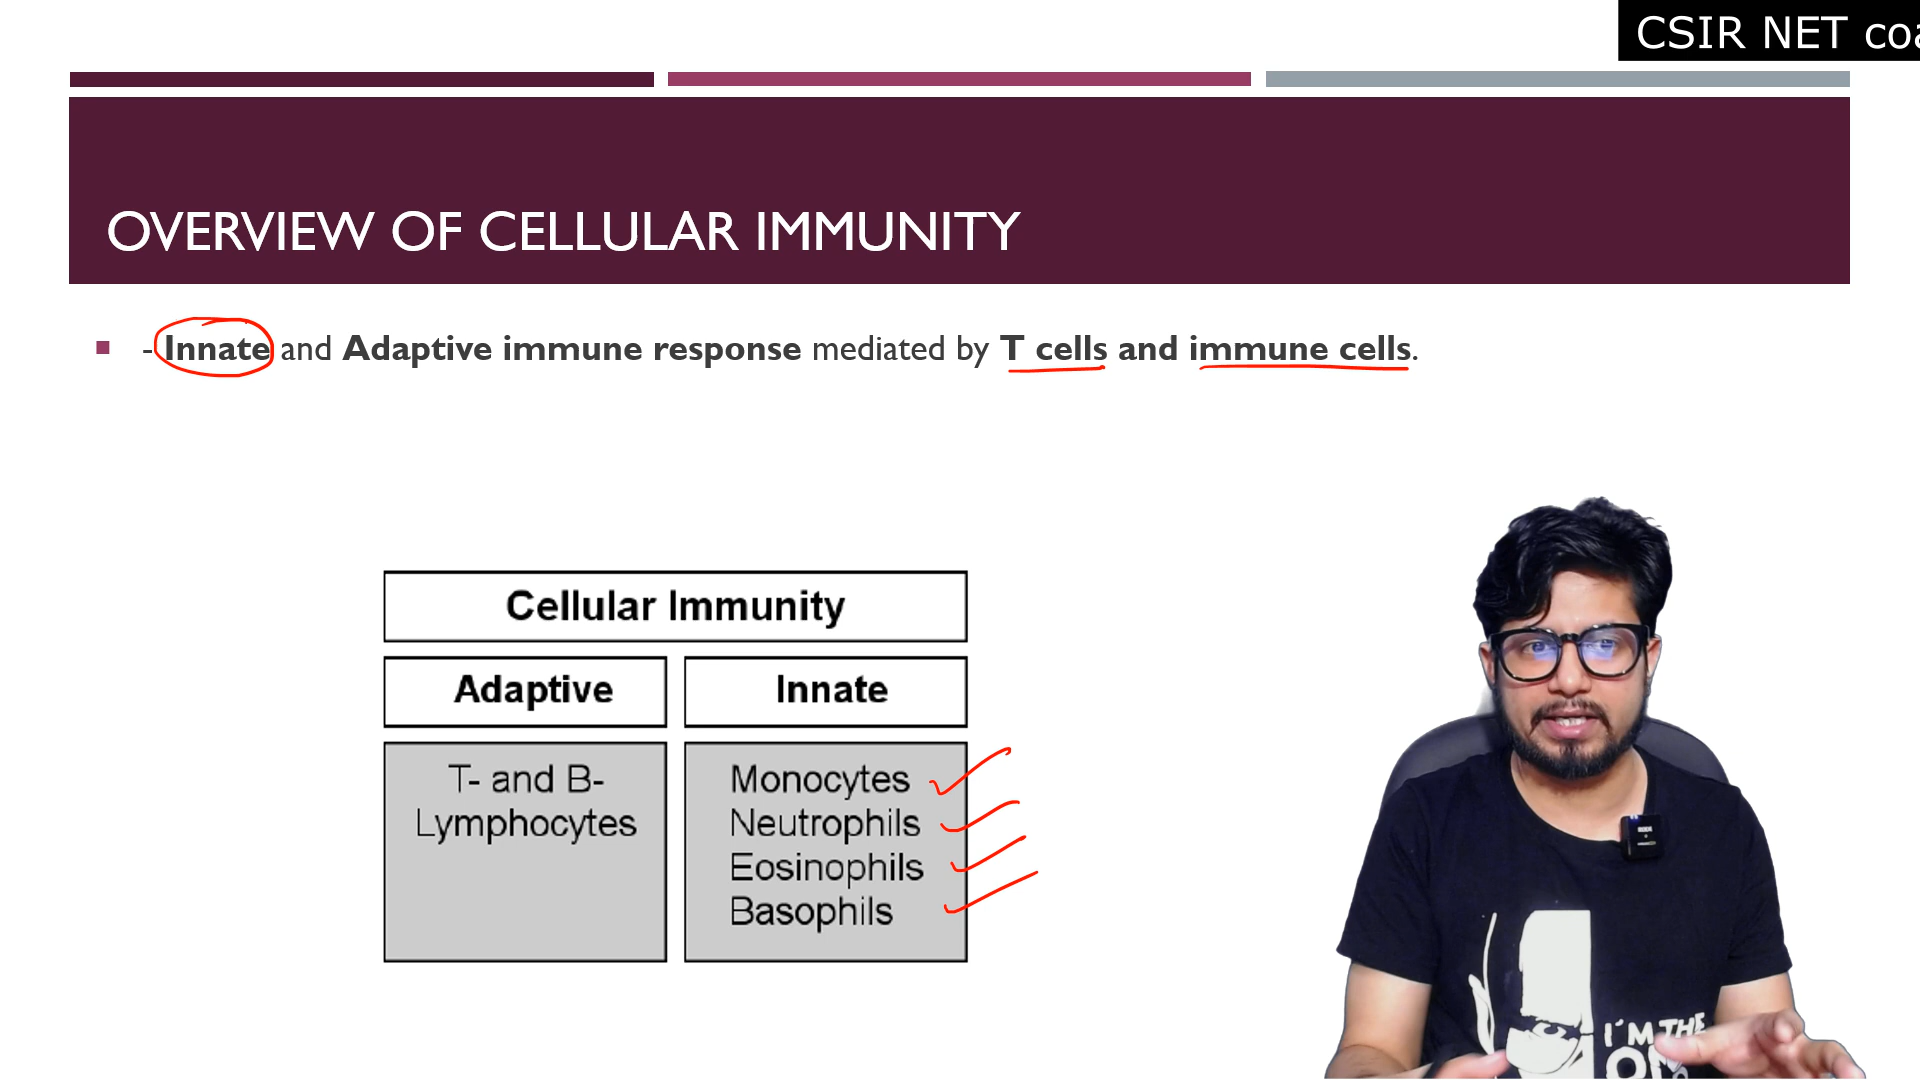 CSIR NET
OVERVIEW OF CELLULAR IMMUNITY
- Innate and Adaptive immune response mediated by T cells and immune cells.
Cellular Immunity
Adaptive
Innate
T- and B-
Lymphocytes
Monocytes
Neutrophils
Eosinophils
Basophils
I'M THE